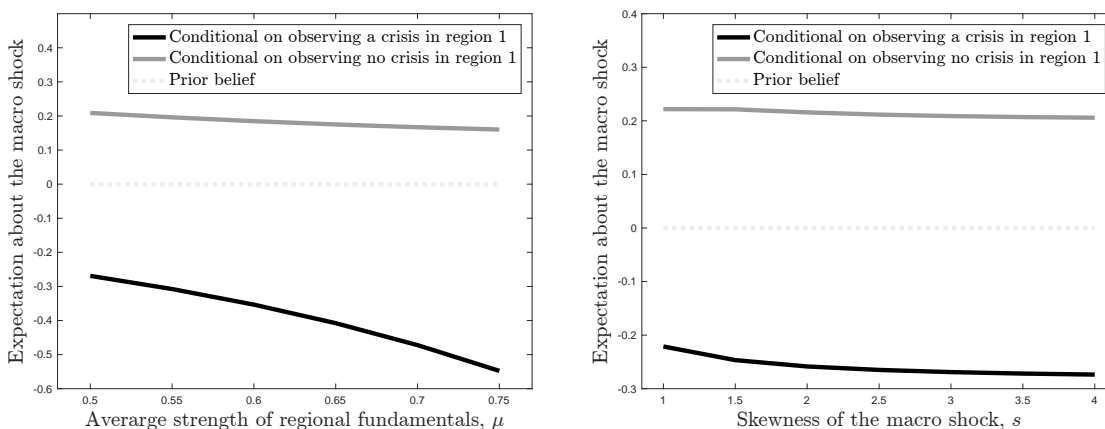 Expectation about the macro shock
0.4
0.3
0.2
0.1
0
-0.1
-0.2
-0.3
-0.4
-0.5
-0.6
Conditional on observing a crisis in region 1
Conditional on observing no crisis in region 1
Prior belief
0.5 0.55 0.6 0.65 0.7 0.75
Averarge strength of regional fundamentals, μ
Expectation about the macro shock
0.4
0.3
0.2
0.1
0
-0.1
-0.2
-0.3
Conditional on observing a crisis in region 1
Conditional on observing no crisis in region 1
Prior belief
1 1.5 2 2.5 3 3.5 4
Skewness of the macro shock, s